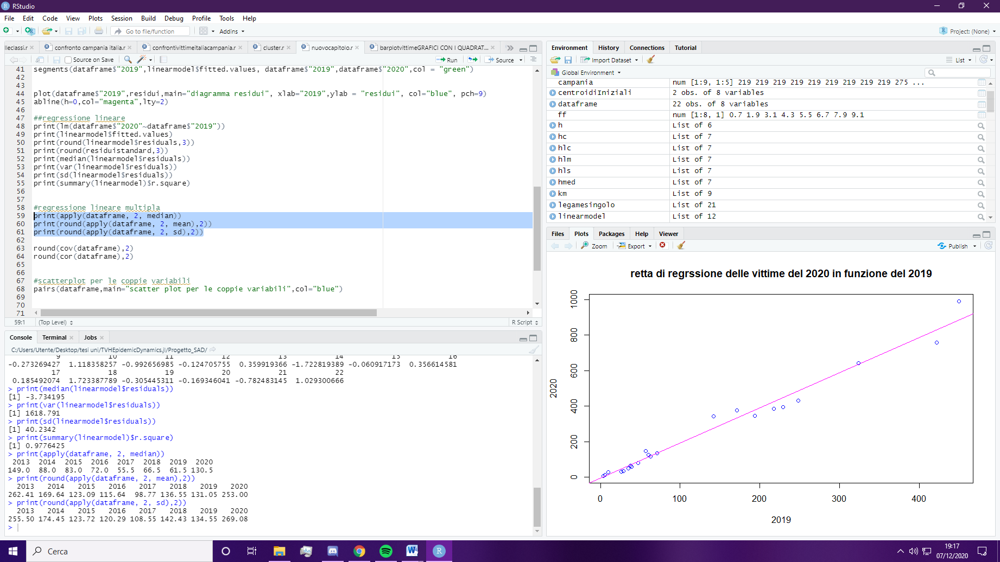 RStudio
File Edit Code View Plots Session Build Debug Profile Tools Help
Go to file/function Addins Project: (None)
lleclassi.r confronto campania italia.r confrontivittimeitaliacampania.r cluster.r nuovocapitolo.r barplotvittimeGRAFICI CON I QUADRAT...
Source on Save Run Source
41 segments(dataframe$"2019",linearmodel$fitted.values, dataframe$"2019",dataframe$"2020",col = "green")
42
43
44 plot(dataframe$"2019",residui,main="diagramma residui", xlab="2019",ylab = "residui", col="blue", pch=9)
45 abline(h=0,col="magenta",lty=2)
46
47 ##regressione lineare
48 print(lm(dataframe$"2020"~dataframe$"2019"))
49 print(linearmodel$fitted.values)
50 print(round(linearmodel$residuals,3))
51 print(round(residuistandard,3))
52 print(median(linearmodel$residuals))
53 print(var(linearmodel$residuals))
54 print(sd(linearmodel$residuals))
55 print(summary(linearmodel)$r.square)
56
57
58 #regressione lineare multipla
59 print(apply(dataframe, 2, median))
60 print(round(apply(dataframe, 2, mean),2))
61 print(round(apply(dataframe, 2, sd),2))
62
63 round(cov(dataframe),2)
64 round(cor(dataframe),2)
65
66
67 #scatterplot per le coppie variabili
68 pairs(dataframe,main="scatter plot per le coppie variabili",col="blue")
69
70
71
59:1 (Top Level) R Script
Console Terminal Jobs
C:/Users/Utente/Desktop/tesi uni/TVHEpidemicDynamics.jl/Progetto_SAD/
9 10 11 12 13 14 15 16
-0.273269427 1.118358257 -0.992656985 -0.124705755 0.359919366 -1.722819389 -0.060917173 0.356614581
17 18 19 20 21 22
0.185492074 1.723387789 -0.305445311 -0.169346041 -0.782483145 1.029300666
> print(median(linearmodel$residuals))
[1] -3.734195
> print(var(linearmodel$residuals))
[1] 1618.791
> print(sd(linearmodel$residuals))
[1] 40.2342
> print(summary(linearmodel)$r.square)
[1] 0.9776425
> print(apply(dataframe, 2, median))
2013 2014 2015 2016 2017 2018 2019 2020
149.0 88.0 83.0 72.0 55.5 66.5 61.5 130.5
> print(round(apply(dataframe, 2, mean),2))
2013 2014 2015 2016 2017 2018 2019 2020
262.41 169.64 123.09 115.64 98.77 136.55 131.05 253.00
> print(round(apply(dataframe, 2, sd),2))
2013 2014 2015 2016 2017 2018 2019 2020
255.50 174.45 123.72 120.29 108.55 142.43 134.55 269.08
>
Environment History Connections Tutorial
Import Dataset List
Global Environment
campania num [1:9, 1:5] 219 219 219 219 219 219 219 219 219 275 ...
centroidiIniziali 2 obs. of 8 variables
dataframe 22 obs. of 8 variables
ff num [1:8, 1] 0.7 1.9 3.1 4.3 5.5 6.7 7.9 9.1
h List of 6
hc List of 7
hlc List of 7
hlm List of 7
hls List of 7
hmed List of 7
km List of 9
legamesingolo List of 21
linearmodel List of 12
Files Plots Packages Help Viewer
Zoom Export Publish
retta di regrssione delle vittime del 2020 in funzione del 2019
2020
1000
800
600
400
200
0
0 100 200 300 400
2019
Cerca
19:17
07/12/2020